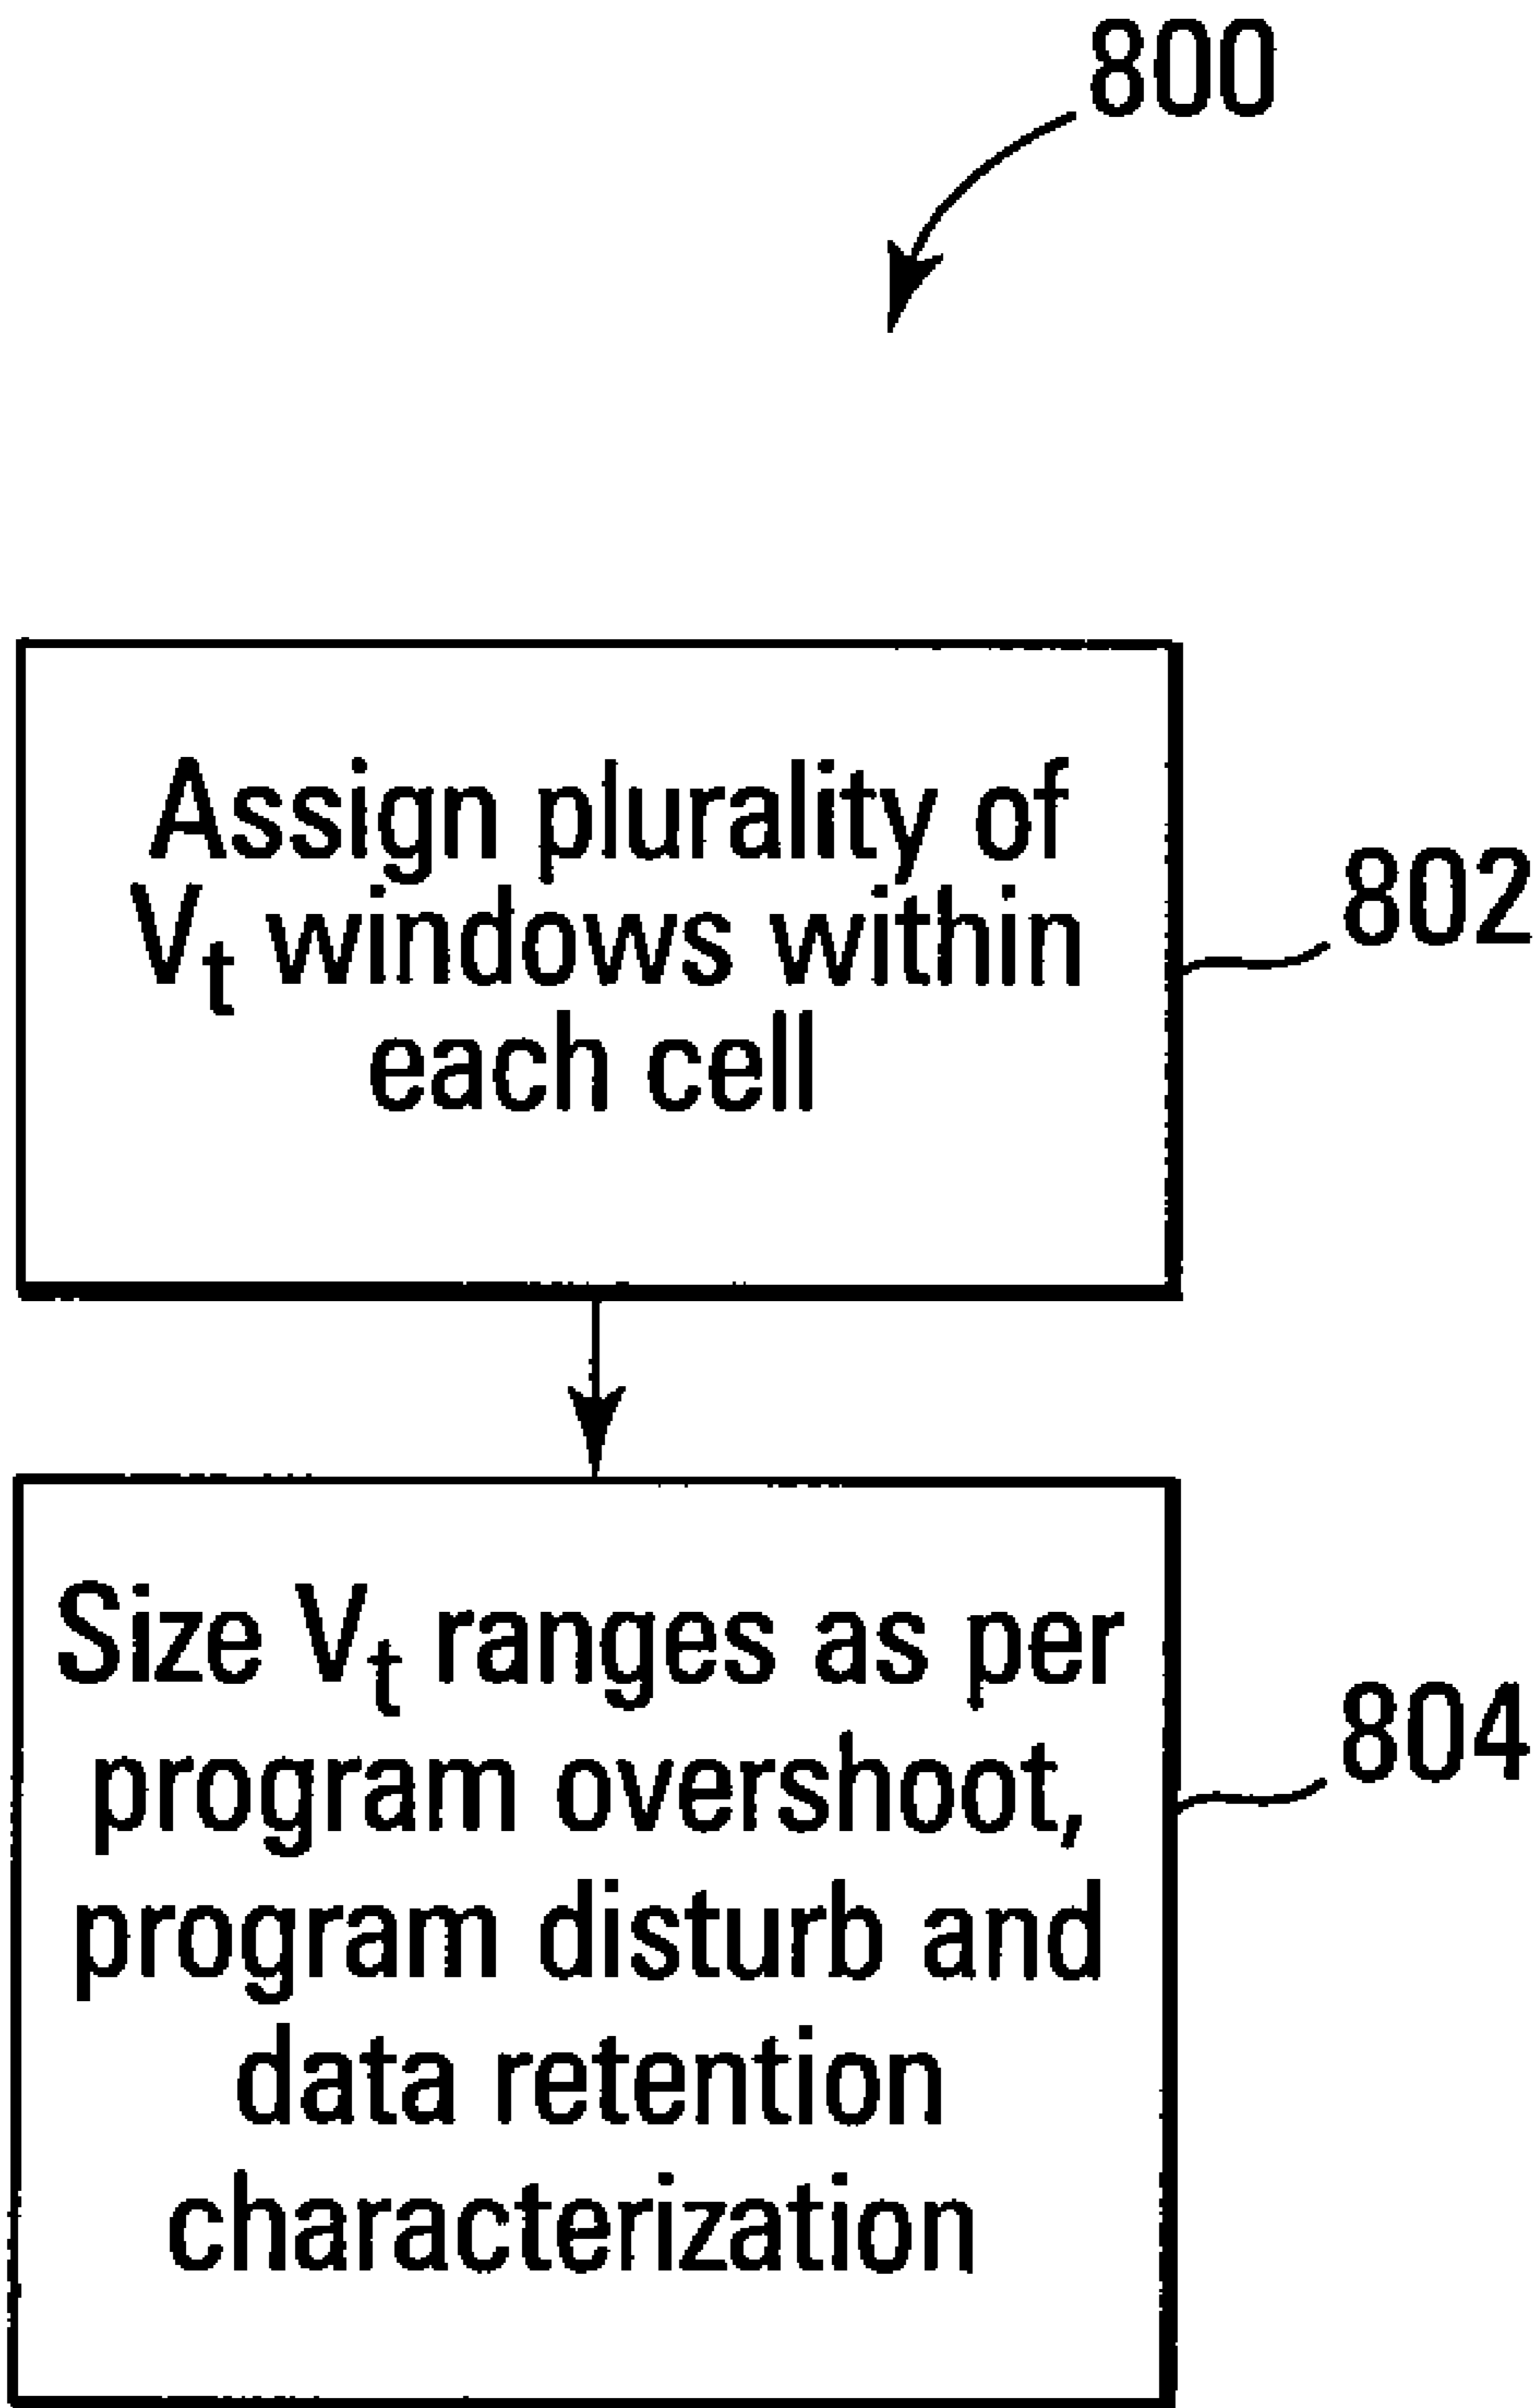 800
Assign plurality of
Vt windows within
each cell
802
Size Vt ranges as per
program overshoot,
program disturb and
data retention
characterization
804